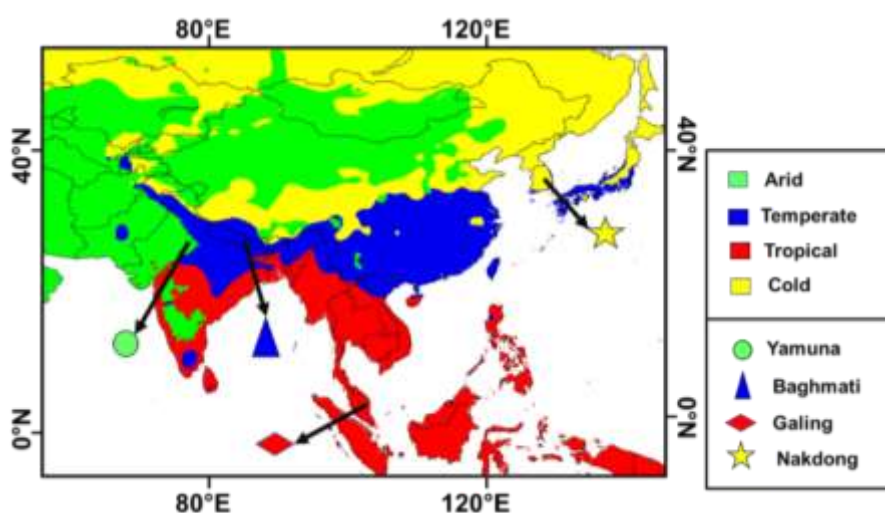 80°E 120°E
40°N 40°N
0°N 0°N
80°E 120°E
Arid
Temperate
Tropical
Cold
Yamuna
Baghmati
Galing
Nakdong